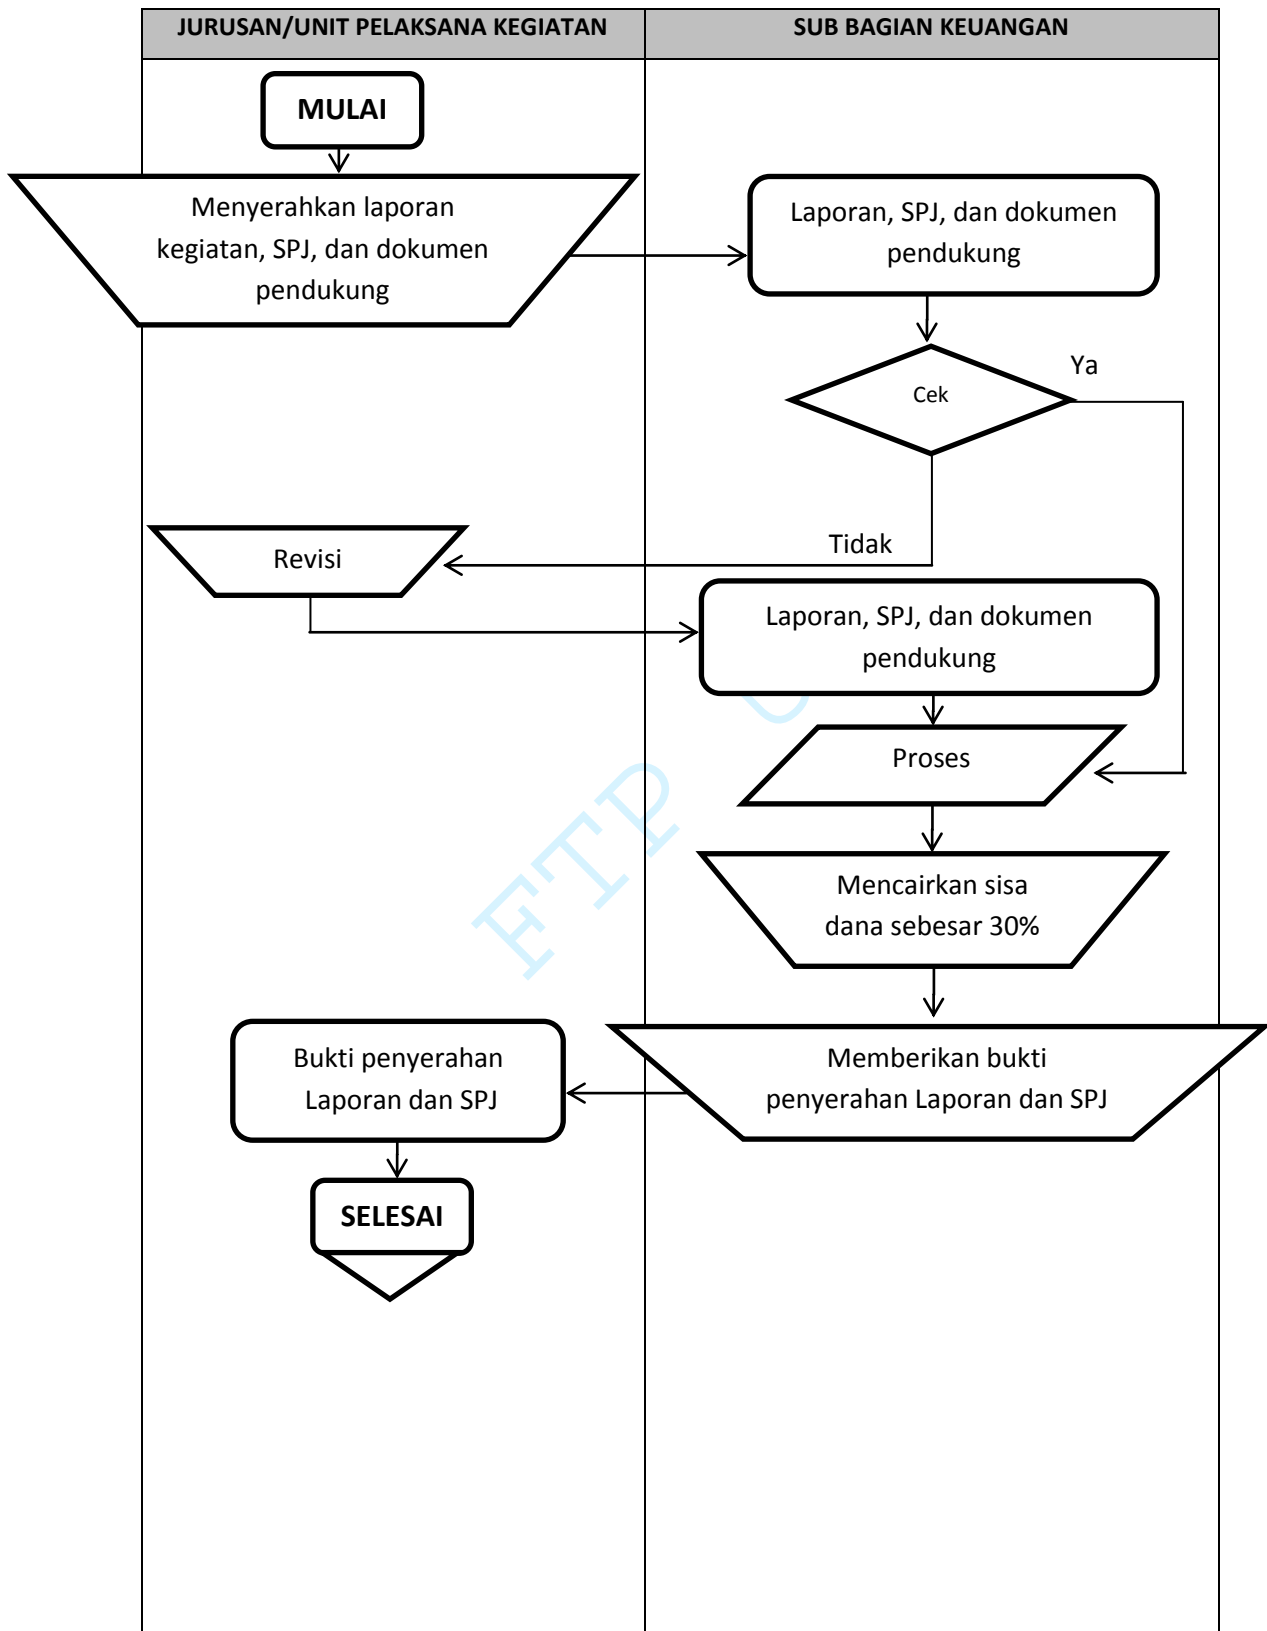 JURUSAN/UNIT PELAKSANA KEGIATAN
SUB BAGIAN KEUANGAN
MULAI
Menyerahkan laporan
kegiatan, SPJ, dan dokumen
pendukung
Laporan, SPJ, dan dokumen
pendukung
Ya
Cek
Tidak
Revisi
Laporan, SPJ, dan dokumen
pendukung
Proses
Mencairkan sisa
dana sebesar 30%
Memberikan bukti
penyerahan Laporan dan SPJ
Bukti penyerahan
Laporan dan SPJ
SELESAI
FTP